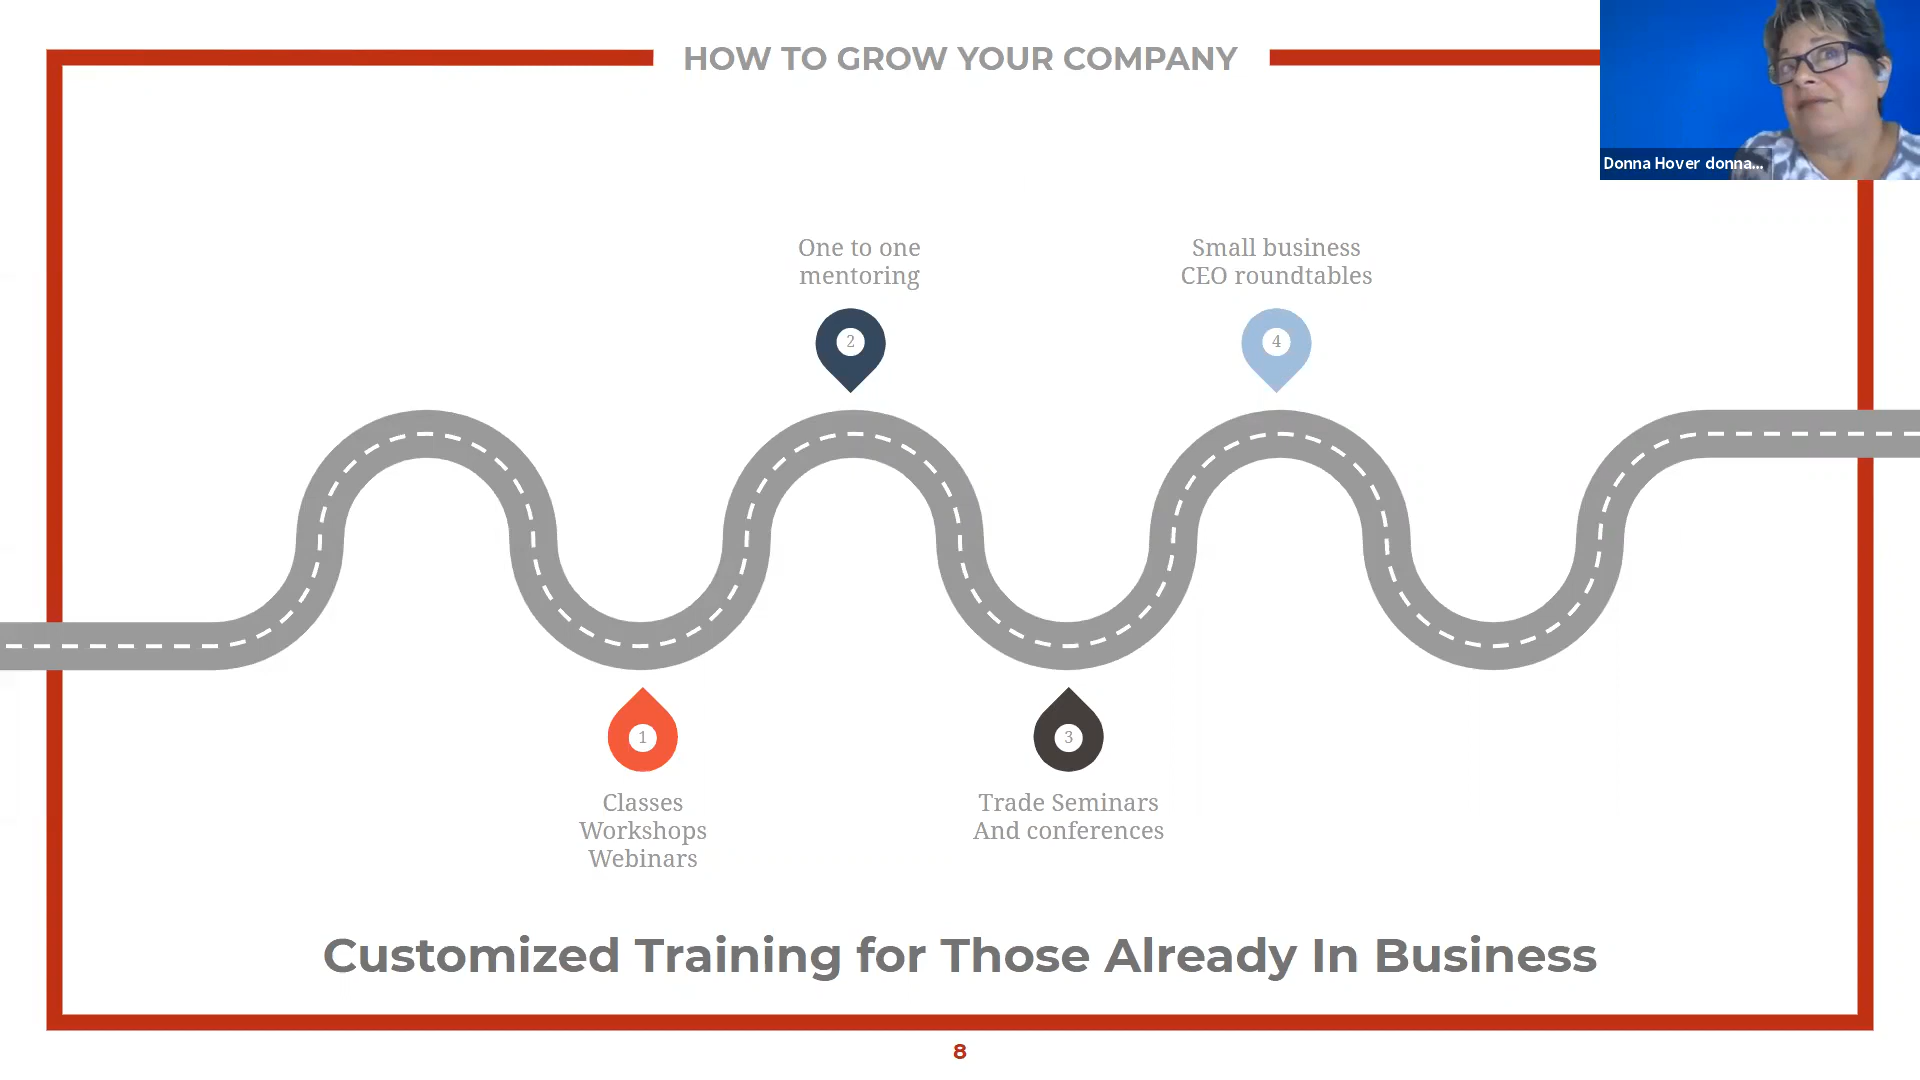 HOW TO GROW YOUR COMPANY
Donna Hover donna...
One to one
mentoring
Small business
CEO roundtables
2
4
1
3
Classes
Workshops
Webinars
Trade Seminars
And conferences
Customized Training for Those Already In Business
8